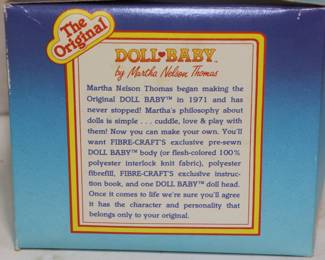 The
Original
DOLL♥BABY™
by Martha Nelson Thomas
Martha Nelson Thomas began making the
Original DOLL BABY™ in 1971 and has
never stopped! Martha's philosophy about
dolls is simple . . . cuddle, love & play with
them! Now you can make your own. You'll
want FIBRE-CRAFT'S exclusive pre-sewn
DOLL BABY™ body (or flesh-colored 100%
polyester interlock knit fabric), polyester
fibrefill, FIBRE-CRAFT'S exclusive instruc-
tion book, and one DOLL BABY™ doll head.
Once it comes to life we're sure you'll agree
it has the character and personality that
belongs only to your original.